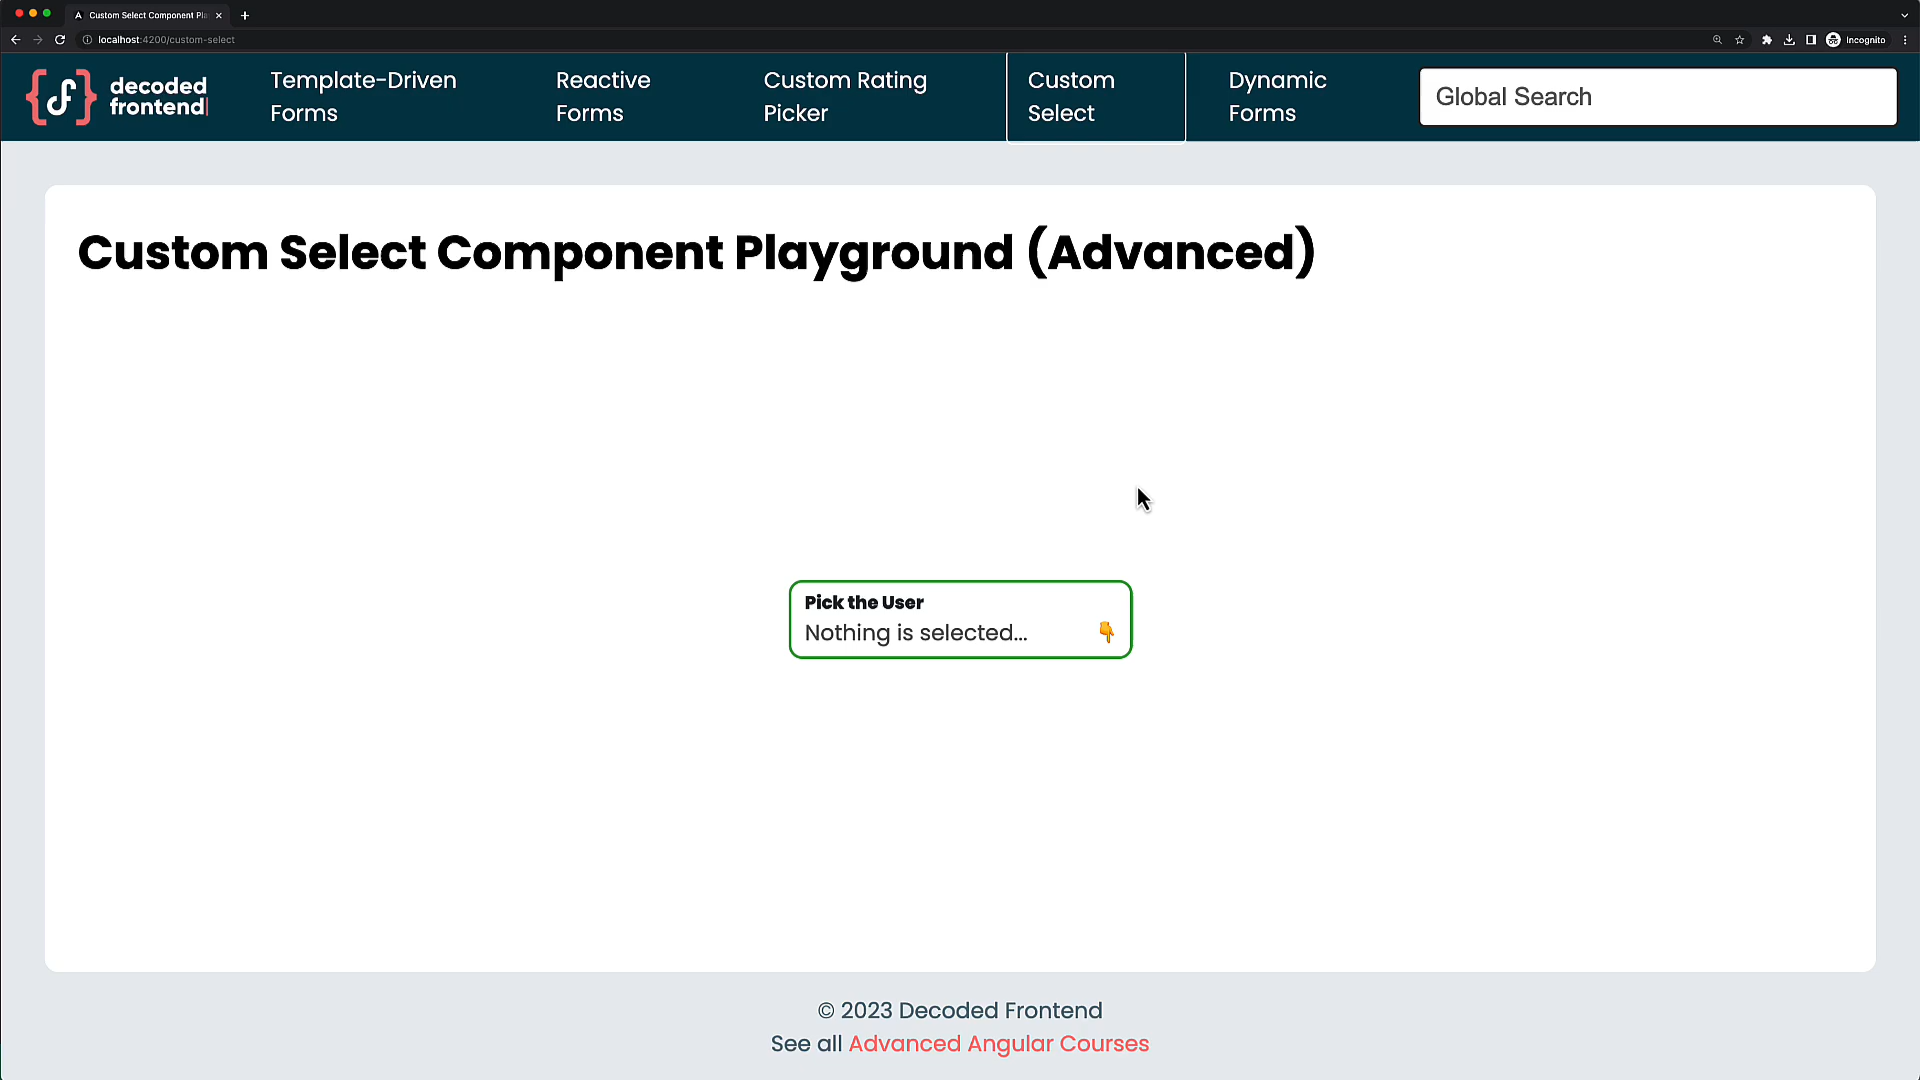 Custom Select Component Pla
localhost:4200/custom-select
Incognito
decoded
frontend
Template-Driven
Forms
Reactive
Forms
Custom Rating
Picker
Custom
Select
Dynamic
Forms
Global Search
Custom Select Component Playground (Advanced)
Pick the User
Nothing is selected...
© 2023 Decoded Frontend
See all Advanced Angular Courses